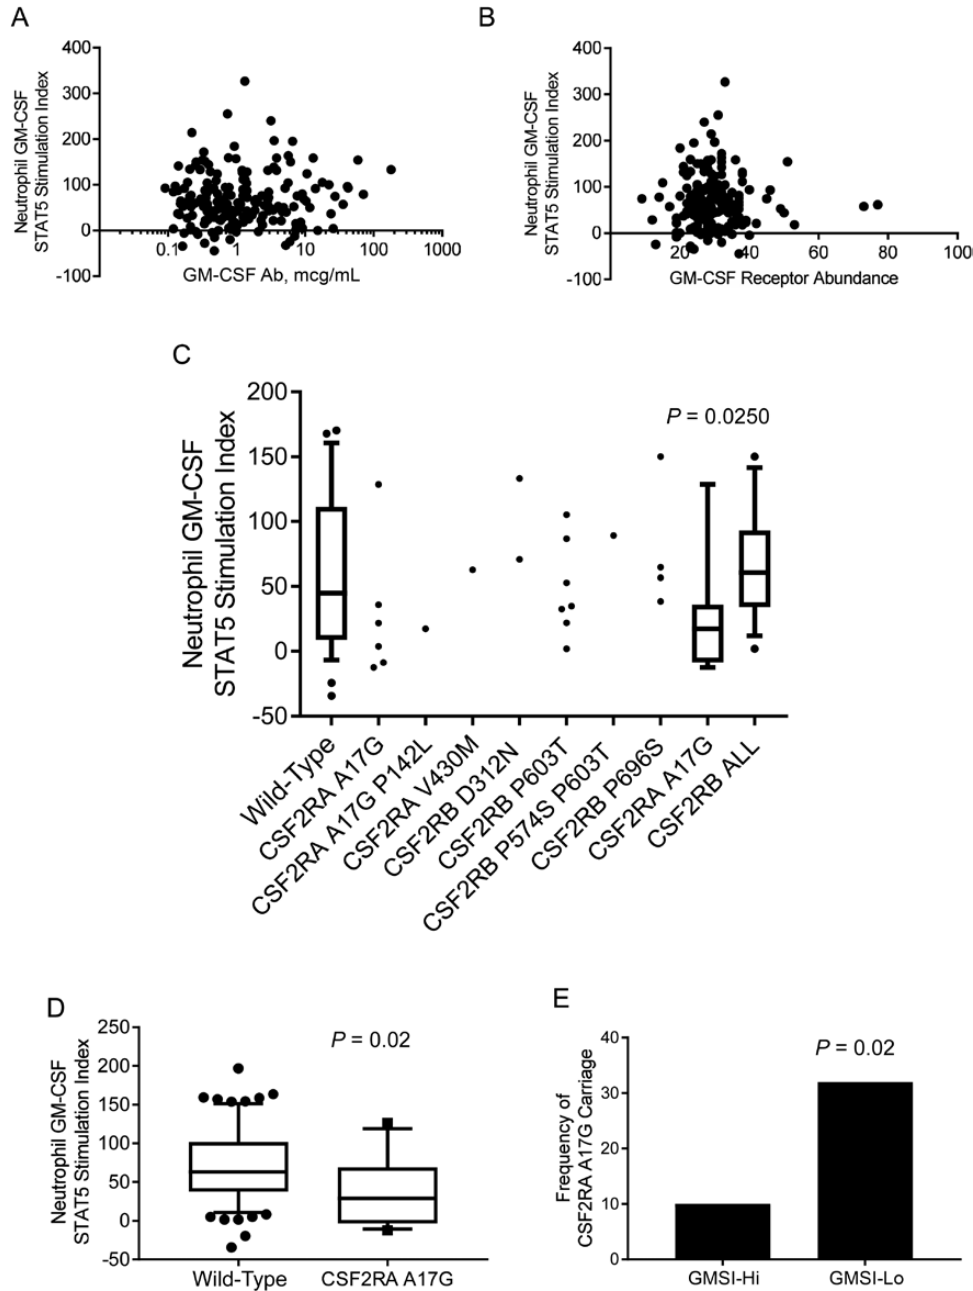 A
Neutrophil GM-CSF
STAT5 Stimulation Index
400
300
200
100
0
-100
0.1
1
10
100
1000
GM-CSF Ab, mcg/mL
B
Neutrophil GM-CSF
STAT5 Stimulation Index
400
300
200
100
0
-100
20
40
60
80
100
GM-CSF Receptor Abundance
C
Neutrophil GM-CSF
STAT5 Stimulation Index
200
150
100
50
0
-50
P = 0.0250
Wild-Type
CSF2RA A17G
CSF2RA A17G P142L
CSF2RA V430M
CSF2RB D312N
CSF2RB P603T
CSF2RB P574S P603T
CSF2RB P696S
CSF2RA A17G
CSF2RB ALL
D
Neutrophil GM-CSF
STAT5 Stimulation Index
250
200
150
100
50
0
-50
P = 0.02
Wild-Type
CSF2RA A17G
E
Frequency of
CSF2RA A17G Carriage
40
30
20
10
0
P = 0.02
GMSI-Hi
GMSI-Lo